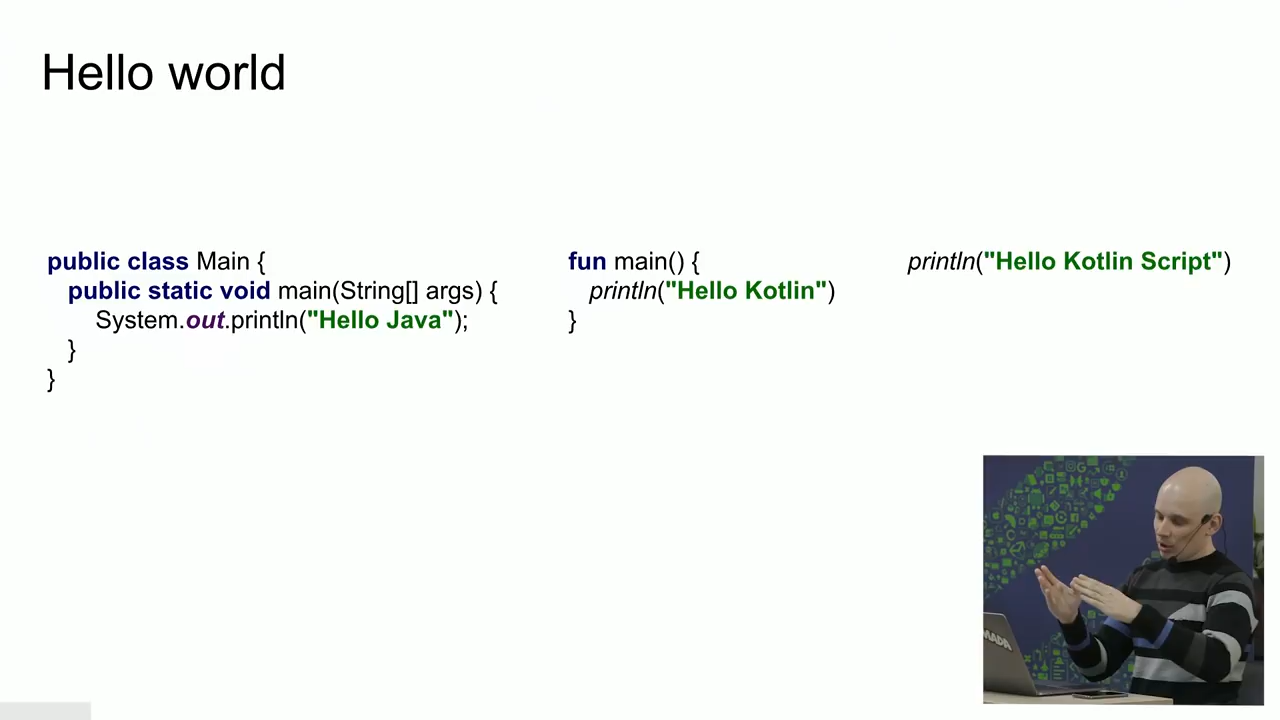 Hello world
public class Main {
public static void main(String[] args) {
System.out.println("Hello Java");
}
}
fun main() {
println("Hello Kotlin")
}
println("Hello Kotlin Script")
MADA